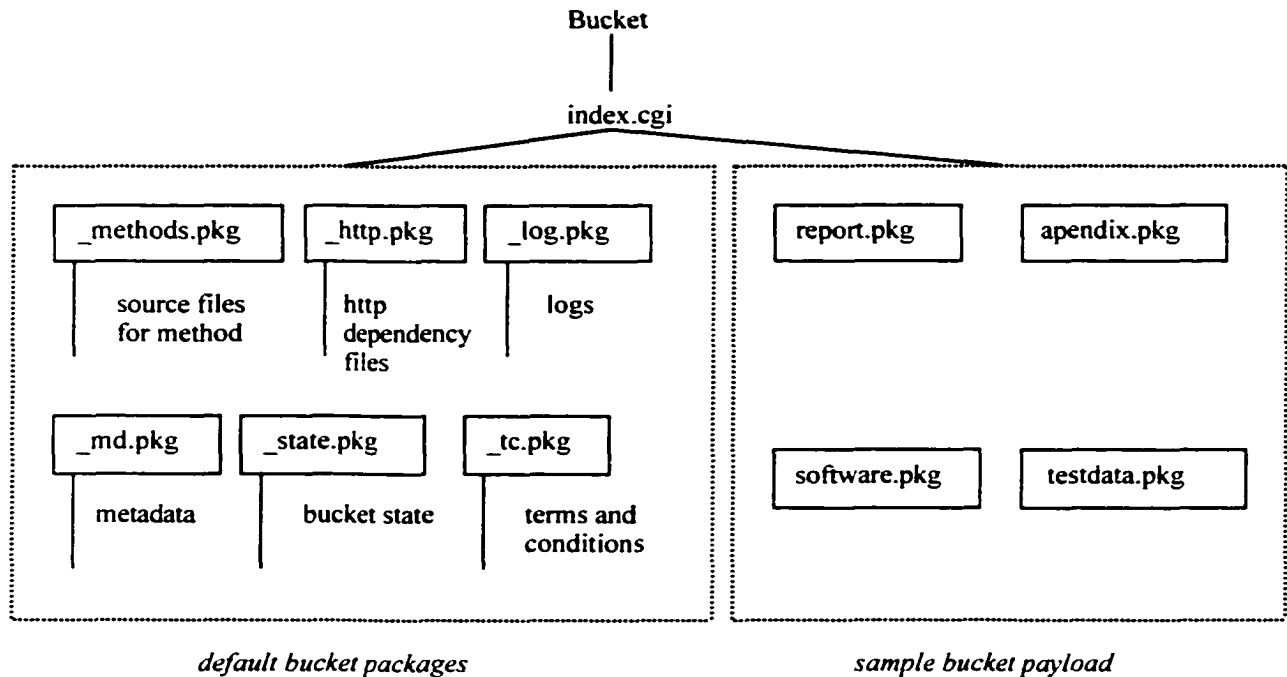 Bucket
index.cgi
_methods.pkg
source files
for method
_http.pkg
http
dependency
files
_log.pkg
logs
_md.pkg
metadata
_state.pkg
bucket state
_tc.pkg
terms and
conditions
default bucket packages
report.pkg
apendix.pkg
software.pkg
testdata.pkg
sample bucket payload